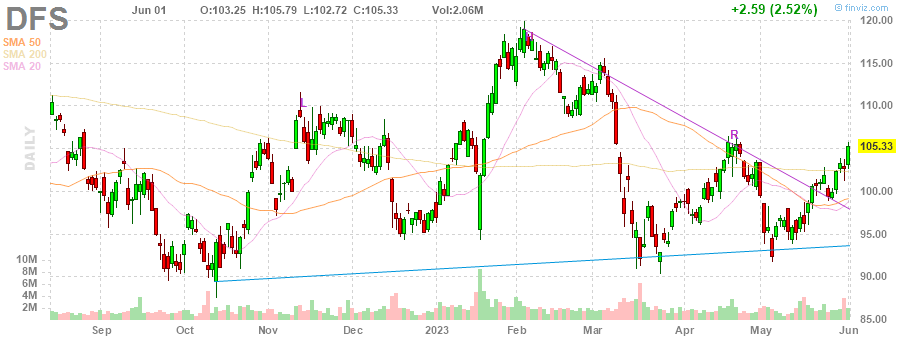 DFS Jun 01 O:103.25 H:105.79 L:102.72 C:105.33 Vol:2.06M +2.59 (2.52%) © finviz.com
SMA 50
SMA 200
SMA 20
DAILY
120.00
115.00
110.00
105.33
100.00
95.00
90.00
85.00
10M
8M
6M
4M
2M
L
R
Sep Oct Nov Dec 2023 Feb Mar Apr May Jun